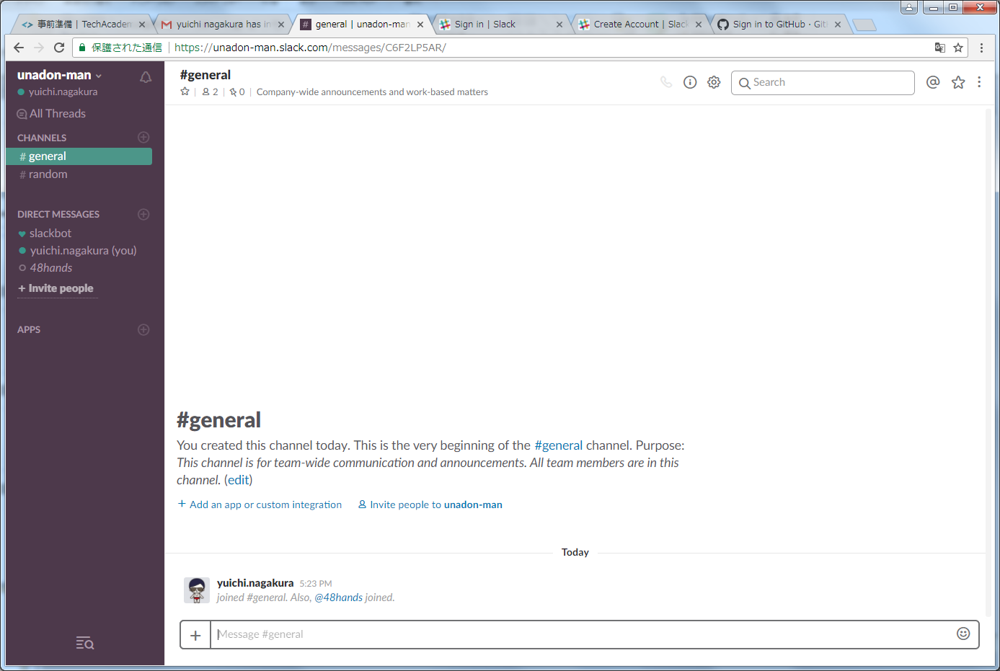 事前準備 | TechAcaden
yuichi nagakura has in
general | unadon-man
Sign in | Slack
Create Account | Slack
Sign in to GitHub · Git
保護された通信
https://unadon-man.slack.com/messages/C6F2LP5AR/
unadon-man
yuichi.nagakura
All Threads
CHANNELS
# general
# random
DIRECT MESSAGES
slackbot
yuichi.nagakura (you)
48hands
+ Invite people
APPS
#general
2 | 0 | Company-wide announcements and work-based matters
Search
#general
You created this channel today. This is the very beginning of the #general channel. Purpose:
This channel is for team-wide communication and announcements. All team members are in this
channel. (edit)
+ Add an app or custom integration
Invite people to unadon-man
Today
yuichi.nagakura 5:23 PM
joined #general. Also, @48hands joined.
Message #general